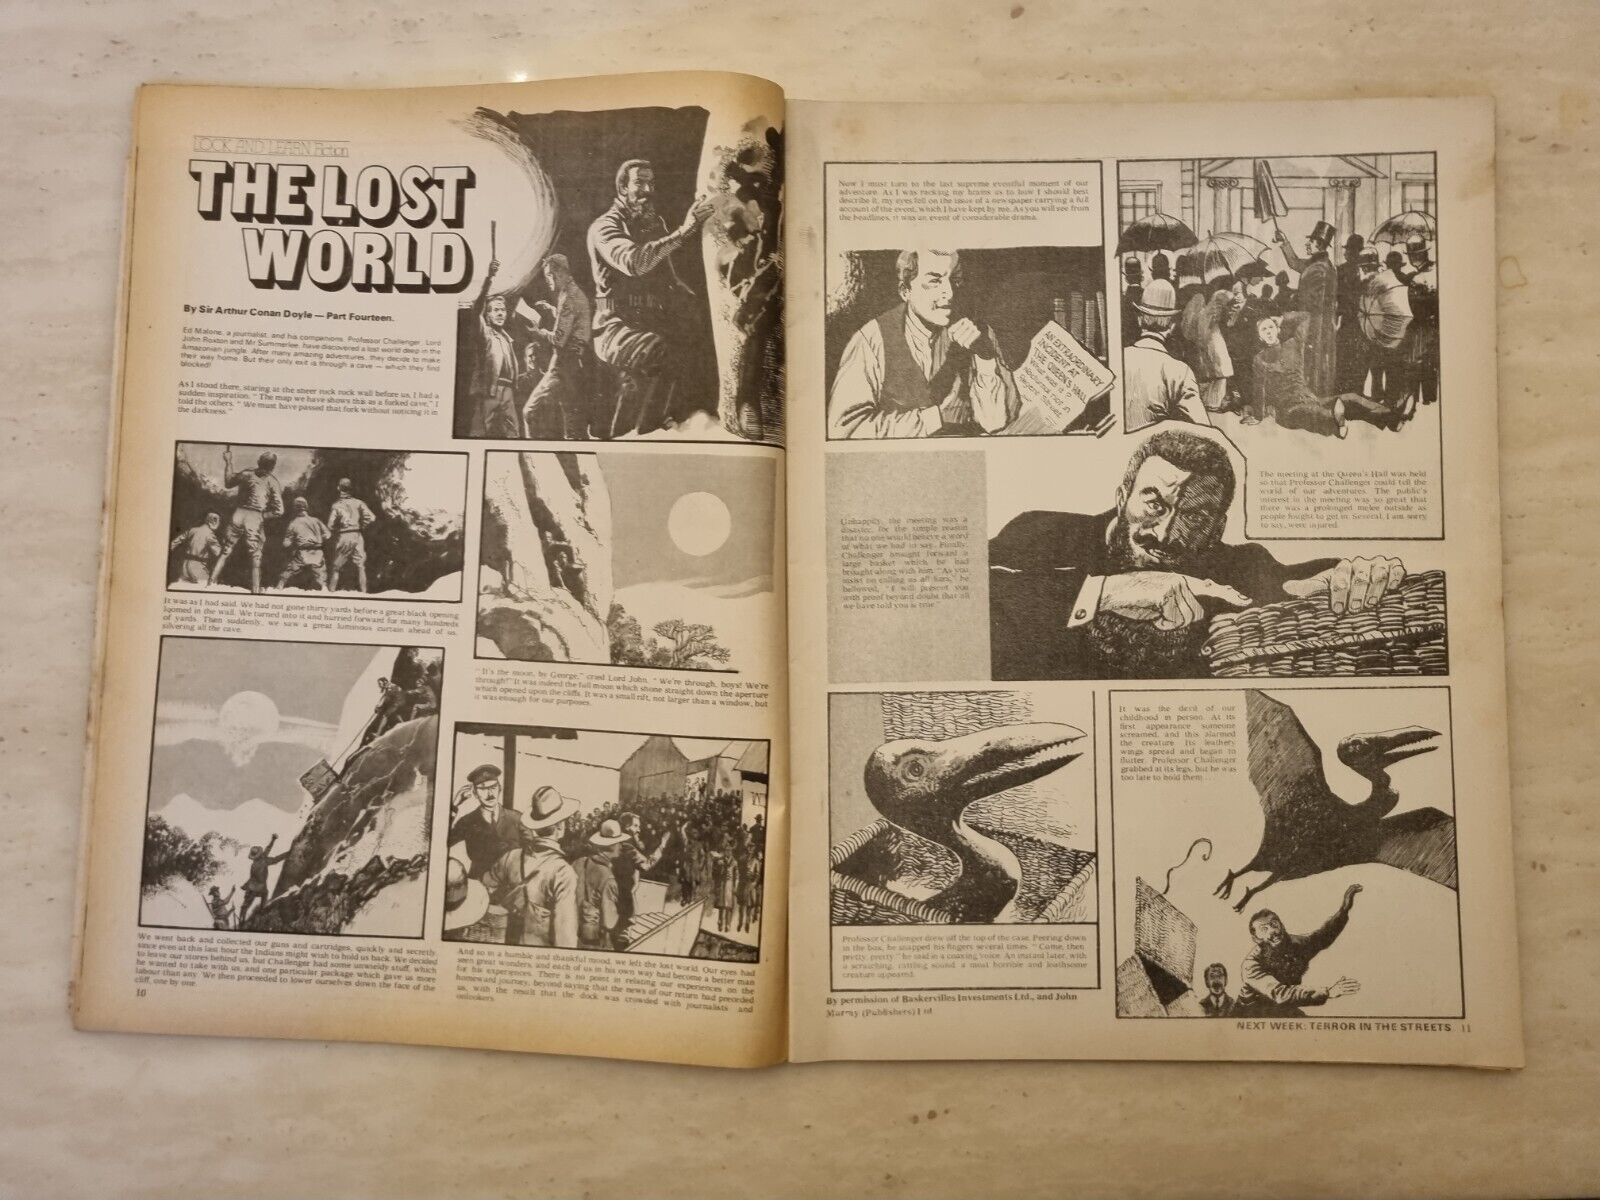 LOOK AND LEARN Fiction
THE LOST
WORLD
By Sir Arthur Conan Doyle — Part Fourteen.
Ed Malone, a journalist, and his companions, Professor Challenger, Lord
John Roxton and Mr Summerlee, have discovered a lost world deep in the
Amazonian jungle. After many amazing adventures, they decide to make
their way home. But their only exit is through a cave — which they find
blocked!
As I stood there, staring at the sheer rock rock wall before us, I had a
sudden inspiration. "The map we have shows this as a forked cave," I
told the others. "We must have passed that fork without noticing it in
the darkness."
It was as I had said. We had not gone thirty yards before a great black opening
loomed in the wall. We turned into it and hurried forward for many hundreds
of yards. Then suddenly, we saw a great luminous curtain ahead of us,
silvering all the cave.
"It's the moon, by George," cried Lord John. "We're through, boys! We're
through!" It was indeed the full moon which shone straight down the aperture
which opened upon the cliffs. It was a small rift, not larger than a window, but
it was enough for our purposes.
We went back and collected our guns and cartridges, quickly and secretly
since even at this last hour the Indians might wish to hold us back. We decided
to leave our stores behind us, but Challenger had some unwieldy stuff, which
he wanted to take with us, and one particular package which gave us more
labour than any. We then proceeded to lower ourselves down the face of the
cliff, one by one.
And so in a humble and thankful mood, we left the lost world. Our eyes had
seen great wonders, and each of us in his own way had become a better man
for his experiences. There is no point in relating our experiences on the
homeward journey, beyond saying that the news of our return had preceded
us, with the result that the dock was crowded with journalists and
onlookers
10
Now I must turn to the last supreme eventful moment of our
adventure. As I was racking my brains as to how I should best
describe it, my eyes fell on the issue of a newspaper carrying a full
account of the event, which I have kept by me. As you will see from
the headlines, it was an event of considerable drama.
AN EXTRAORDINARY
INCIDENT AT
THE QUEEN'S HALL
What was it?
Nocturnal riot in
Regent Street.
The meeting at the Queen's Hall was held
so that Professor Challenger could tell the
world of our adventures. The public's
interest in the meeting was so great that
there was a prolonged melee outside as
people fought to get in. Several, I am sorry
to say, were injured.
Unhappily, the meeting was a
disaster, for the simple reason
that no one would believe a word
of what we had to say. Finally,
Challenger brought forward a
large basket which he had
brought along with him. "As you
insist on calling us all liars," he
bellowed, "I will present you
with proof beyond doubt that all
we have told you is true"
Professor Challenger drew off the top of the case. Peering down
in the box, he snapped his fingers several times. "Come, then
pretty, pretty" he said in a coaxing voice. An instant later, with
a scratching, rattling sound a most horrible and loathsome
creature appeared.
It was the devil of our
childhood in person. At its
first appearance someone
screamed, and this alarmed
the creature. Its leathery
wings spread and began to
flutter. Professor Challenger
grabbed at its legs, but he was
too late to hold them...
By permission of Baskervilles Investments Ltd., and John
Murray (Publishers) Ltd
NEXT WEEK: TERROR IN THE STREETS 11